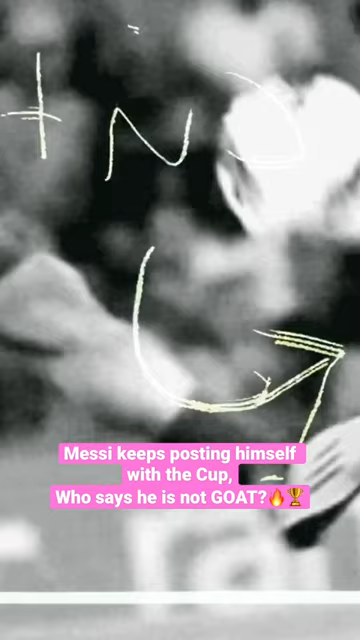 Messi keeps posting himself
with the Cup,
Who says he is not GOAT?🔥🏆